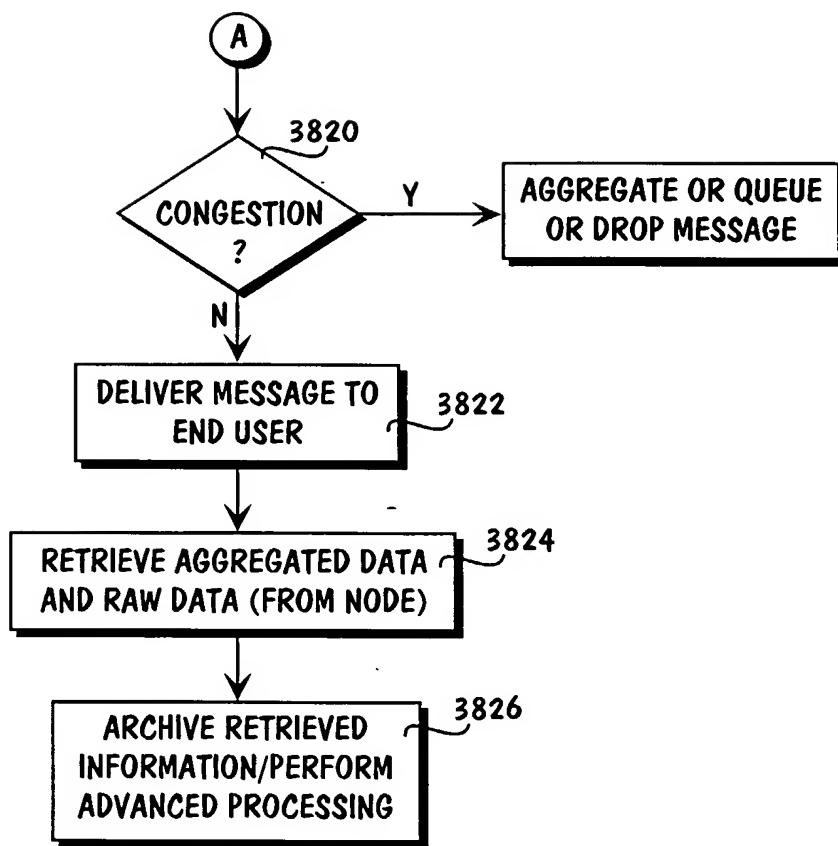 A
3820
CONGESTION
?
Y
AGGREGATE OR QUEUE
OR DROP MESSAGE
N
DELIVER MESSAGE TO
END USER
3822
RETRIEVE AGGREGATED DATA
AND RAW DATA (FROM NODE)
3824
ARCHIVE RETRIEVED
INFORMATION/PERFORM
ADVANCED PROCESSING
3826